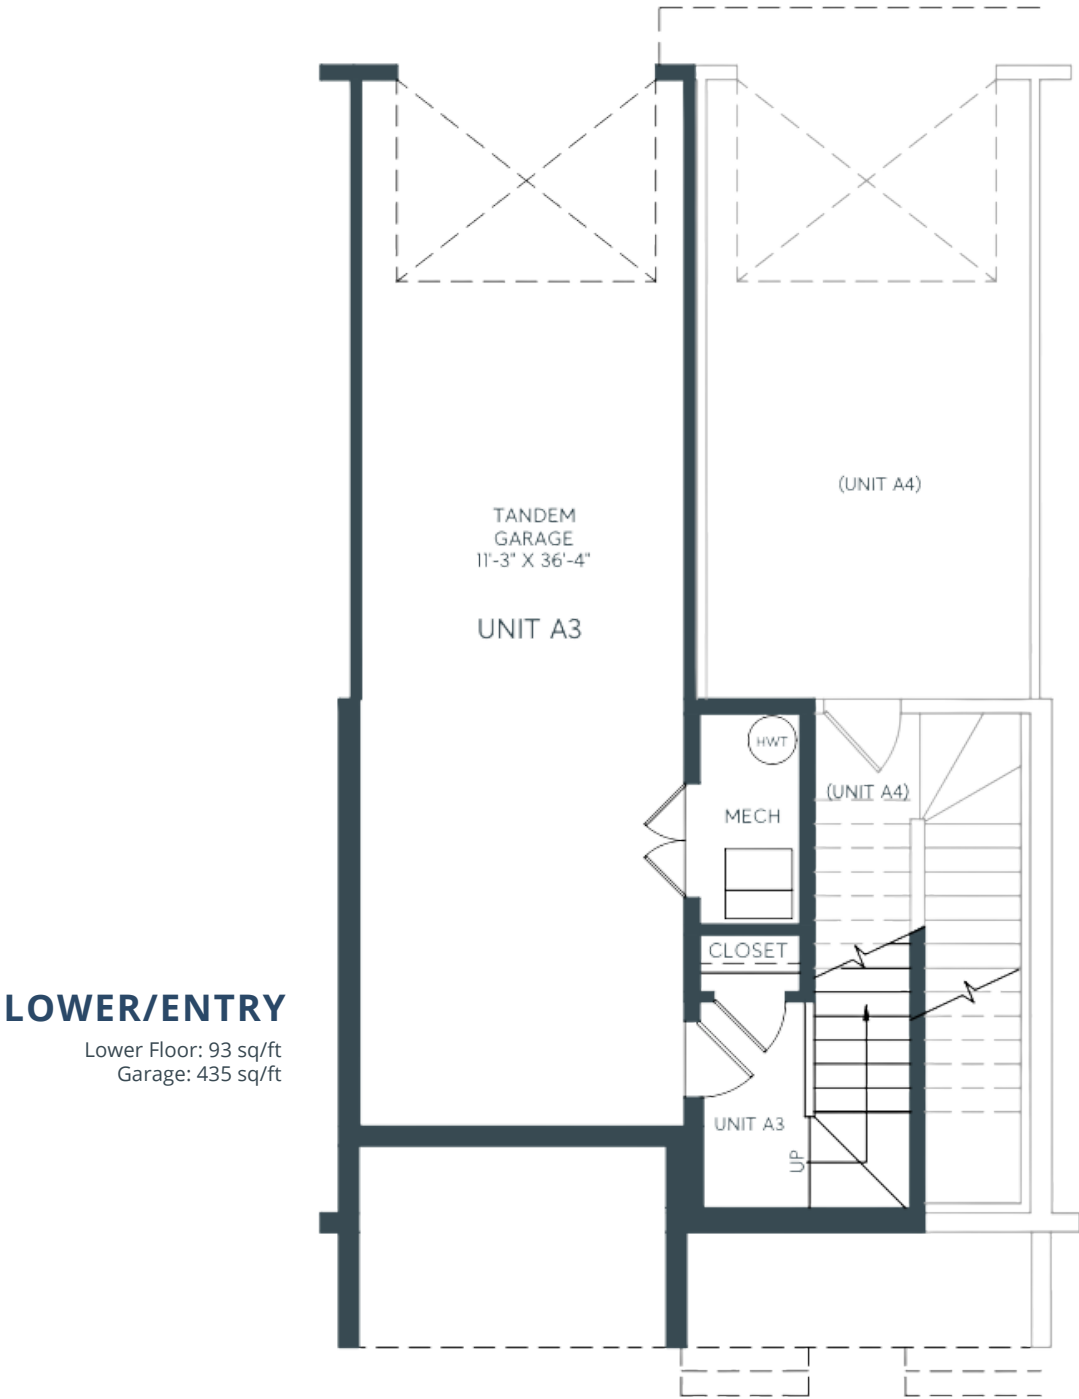 (UNIT A4)
TANDEM
GARAGE
11'-3" X 36'-4"
UNIT A3
HWT
(UNIT A4)
MECH
CLOSET
LOWER/ENTRY
Lower Floor: 93 sq/ft
Garage: 435 sq/ft
UNIT A3
UP